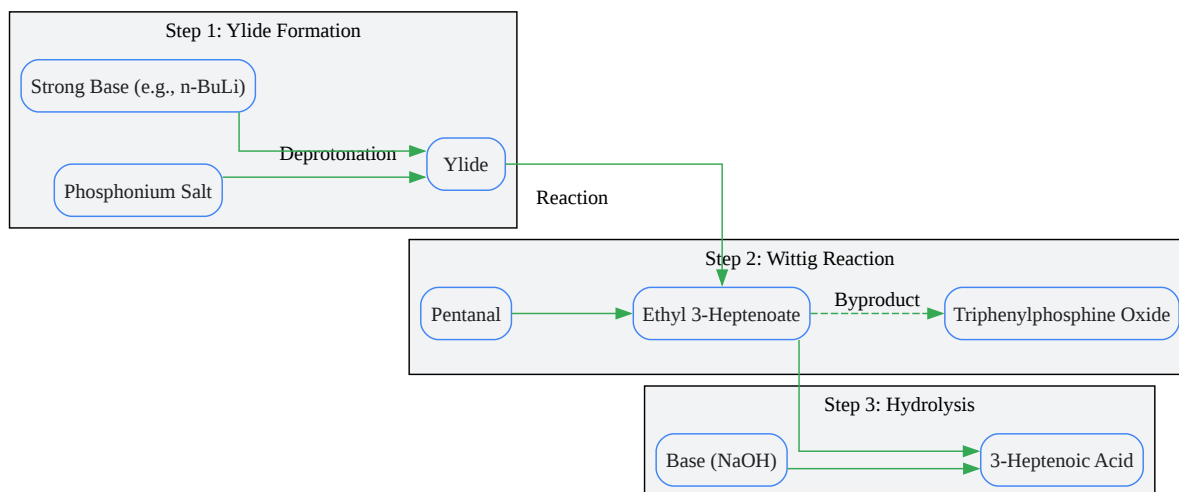 Step 1: Ylide Formation
Strong Base (e.g., n-BuLi)
Deprotonation
Ylide
Phosphonium Salt
Reaction
Step 2: Wittig Reaction
Pentanal
Ethyl 3-Heptenoate
Byproduct
Triphenylphosphine Oxide
Step 3: Hydrolysis
Base (NaOH)
3-Heptenoic Acid